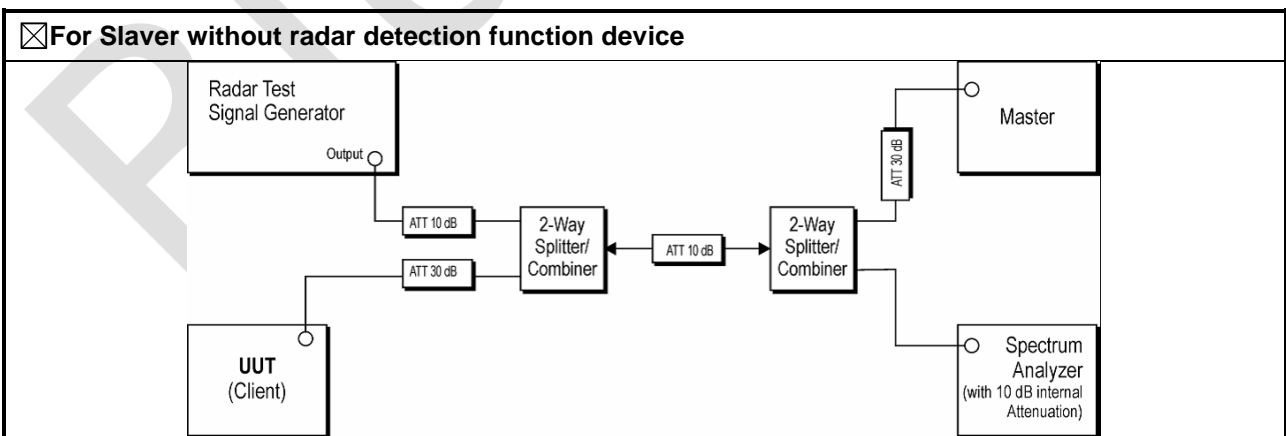 ☒For Slaver without radar detection function device
Radar Test
Signal Generator
Output
Master
ATT 30 dB
ATT 10 dB
2-Way
Splitter/
Combiner
ATT 10 dB
2-Way
Splitter/
Combiner
ATT 30 dB
UUT
(Client)
Spectrum
Analyzer
(with 10 dB internal
Attenuation)